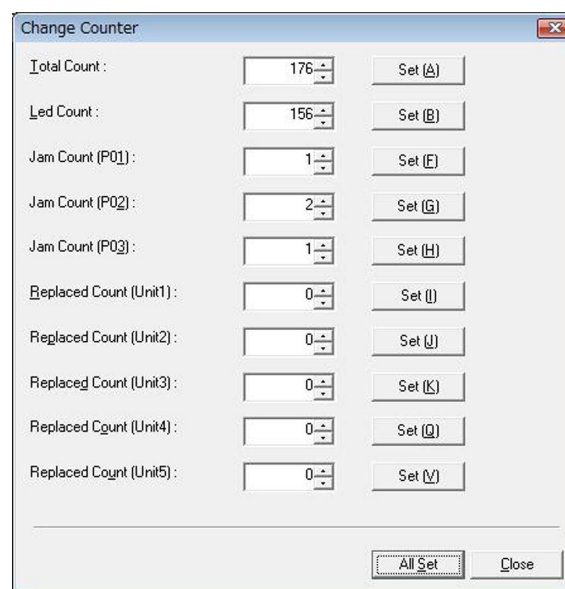 Change Counter
Total Count : 176 Set (A)
Led Count : 156 Set (B)
Jam Count (P01) : 1 Set (F)
Jam Count (P02) : 2 Set (G)
Jam Count (P03) : 1 Set (H)
Replaced Count (Unit1) : 0 Set (I)
Replaced Count (Unit2) : 0 Set (J)
Replaced Count (Unit3) : 0 Set (K)
Replaced Count (Unit4) : 0 Set (Q)
Replaced Count (Unit5) : 0 Set (V)
All Set Close